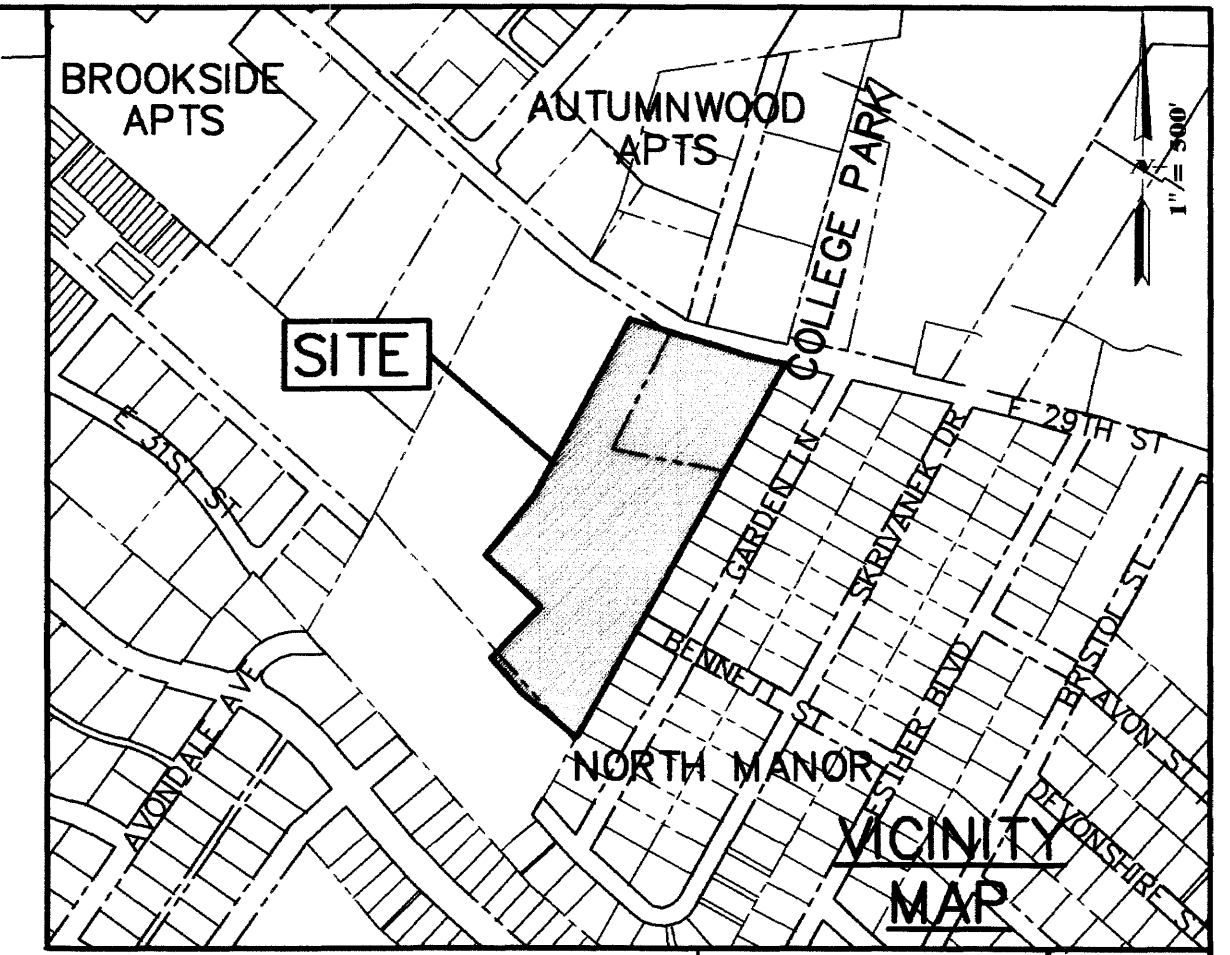 BROOKSIDE
APTS
AUTUMNWOOD
APTS
COLLEGE PARK
1" = 500'
SITE
E 31ST ST
E 29TH ST
GARDEN LN
SKRIVANEK DR
BENNETT ST
ESTHER BLVD
BRISTOL ST
AVON ST
DEVONSHIRE ST
AVONDALE AVE
NORTH MANOR
VICINITY
MAP